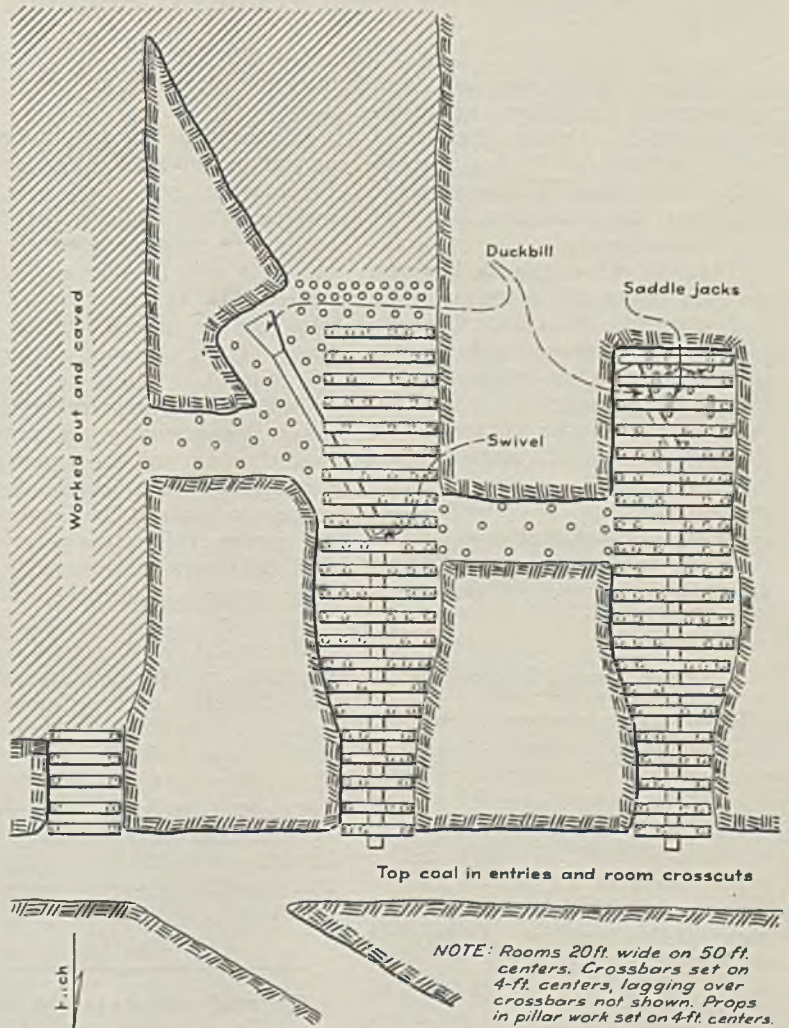 Duckbill
Saddle jacks
Worked out and caved
Swivel
Top coal in entries and room crosscuts
NOTE: Rooms 20ft. wide on 50 ft.
centers. Crossbars set on
4-ft. centers, lagging over
crossbars not shown. Props
in pillar work set on 4-ft. centers.